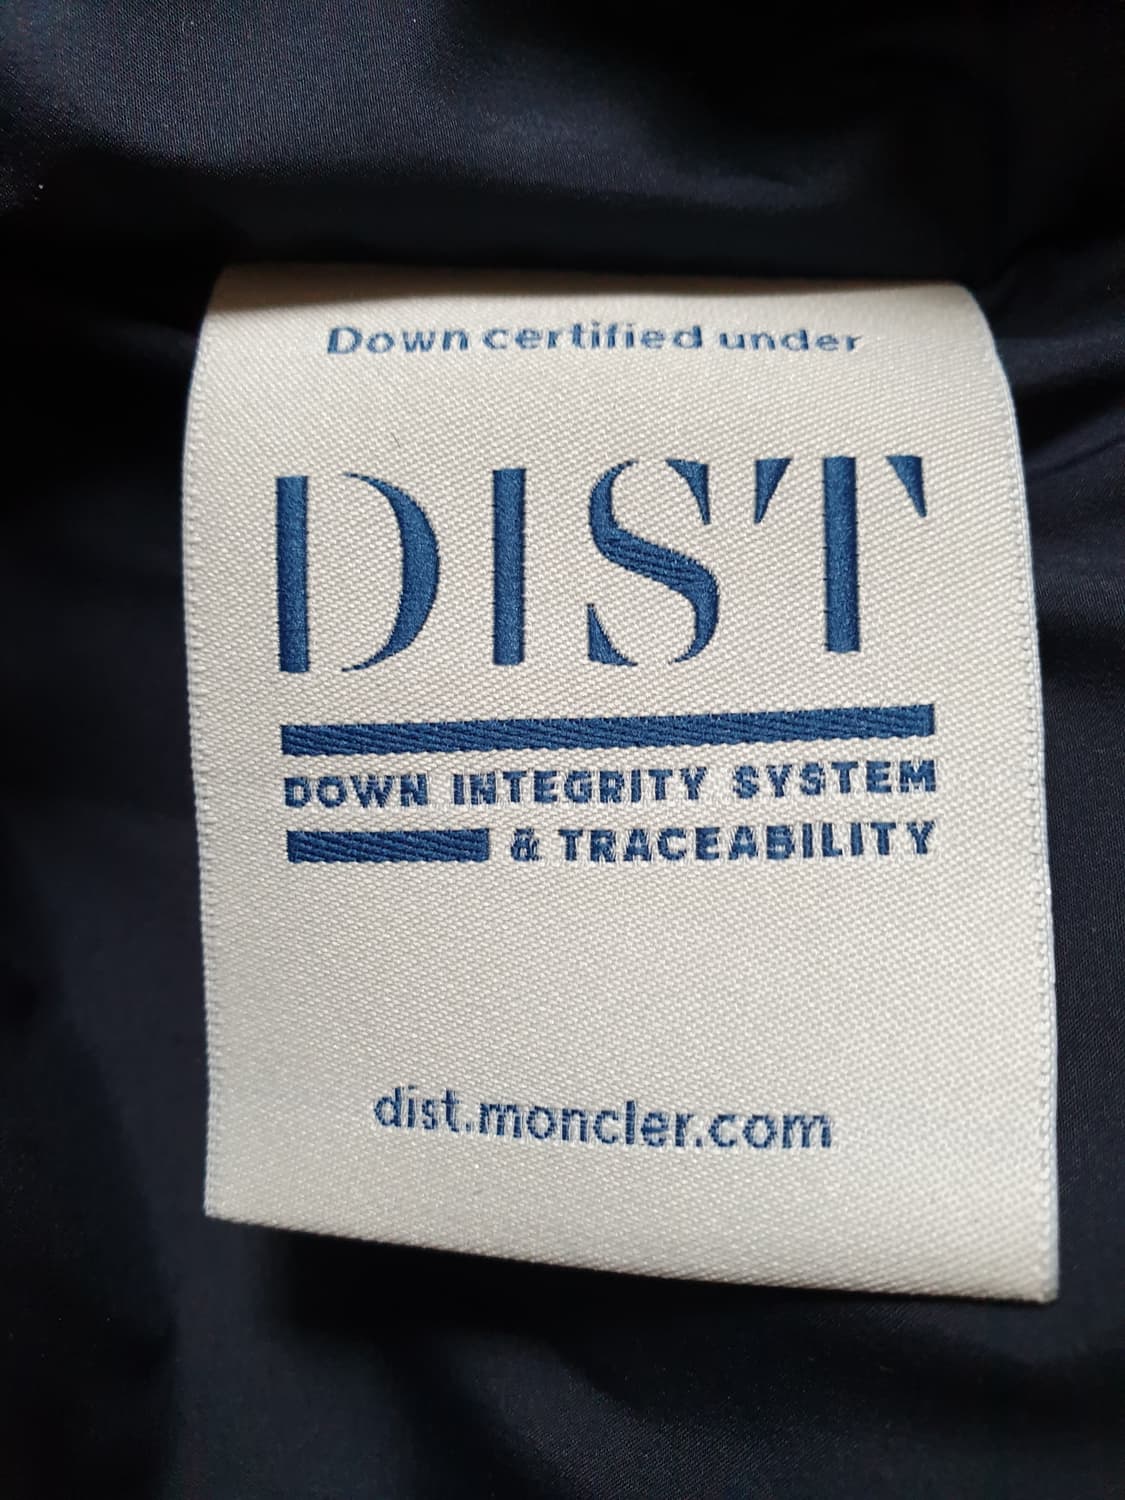 Down certified under
DIST
DOWN INTEGRITY SYSTEM
& TRACEABILITY
dist.moncler.com